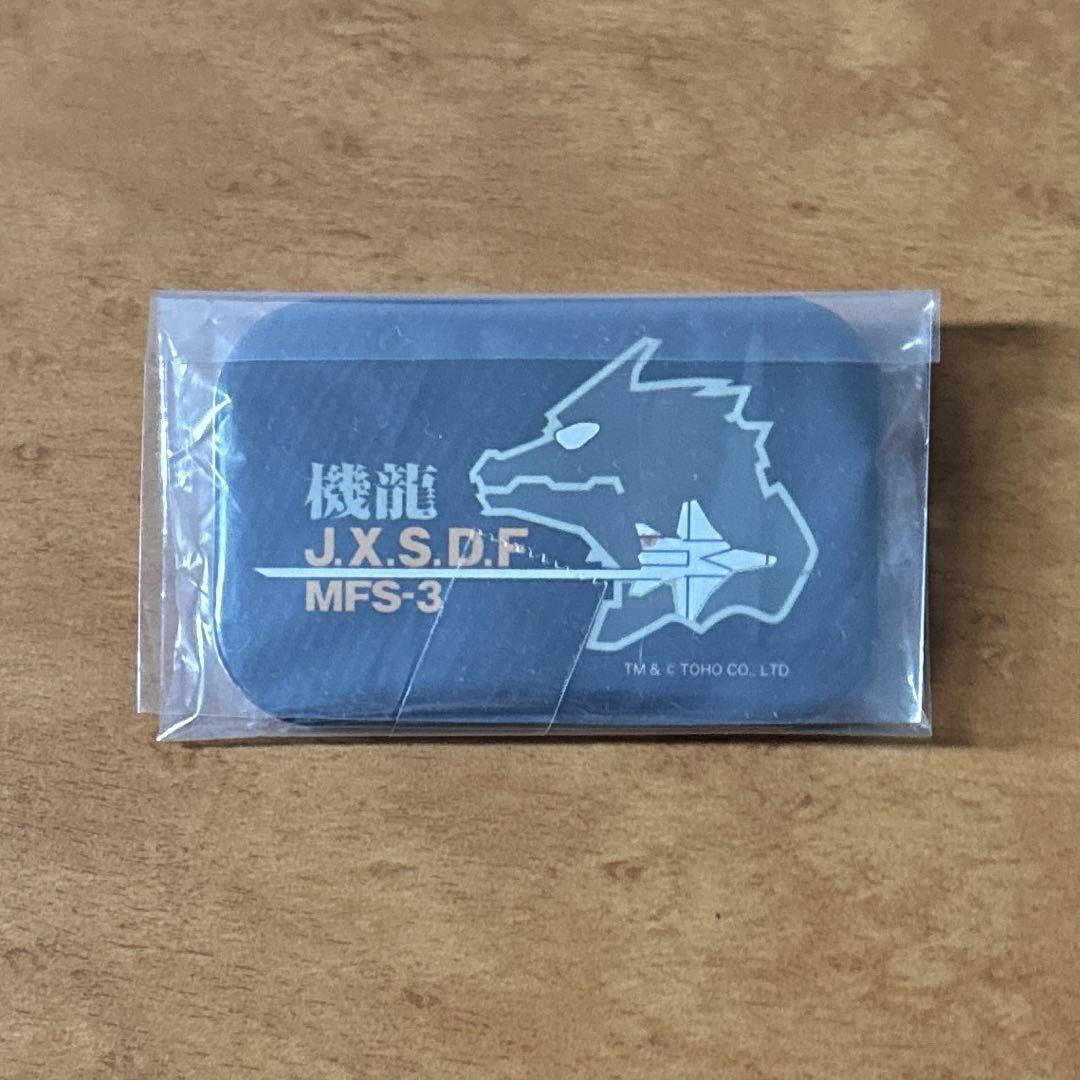 機龍
J.X.S.D.F
MFS-3
TM & © TOHO CO., LTD